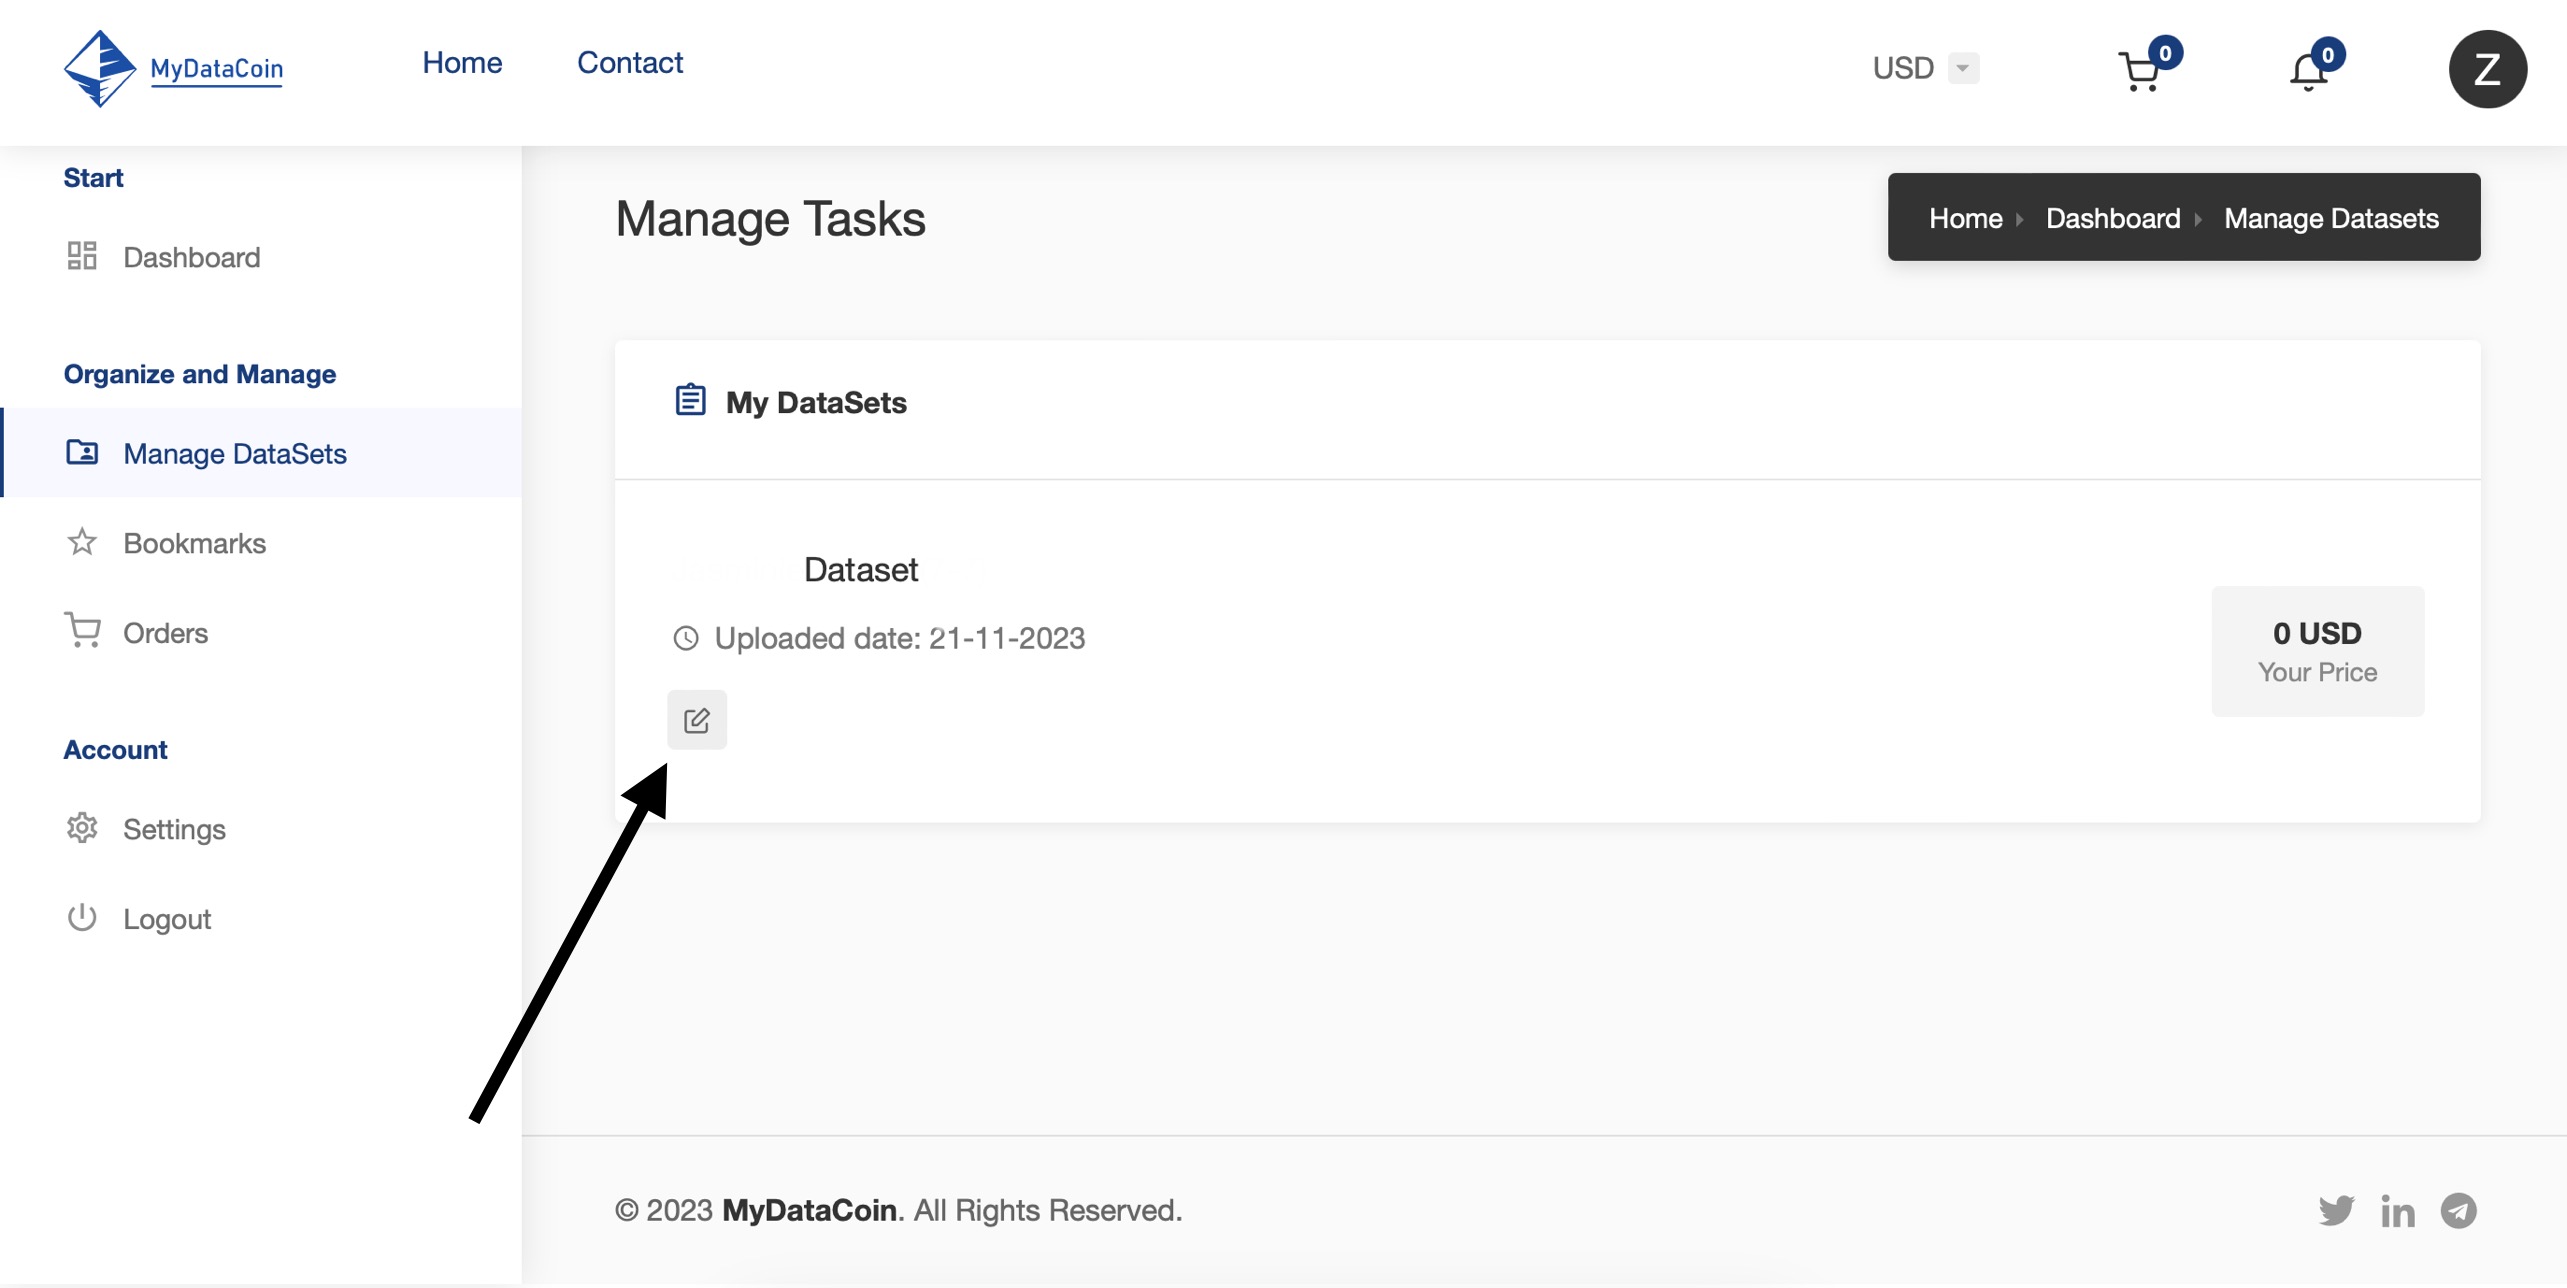 MyDataCoin
Home
Contact
USD
0
0
Z
Start
Dashboard
Organize and Manage
Manage DataSets
Bookmarks
Orders
Account
Settings
Logout
Manage Tasks
Home Dashboard Manage Datasets
My DataSets
Dataset
Uploaded date: 21-11-2023
0 USD
Your Price
© 2023 MyDataCoin. All Rights Reserved.
in